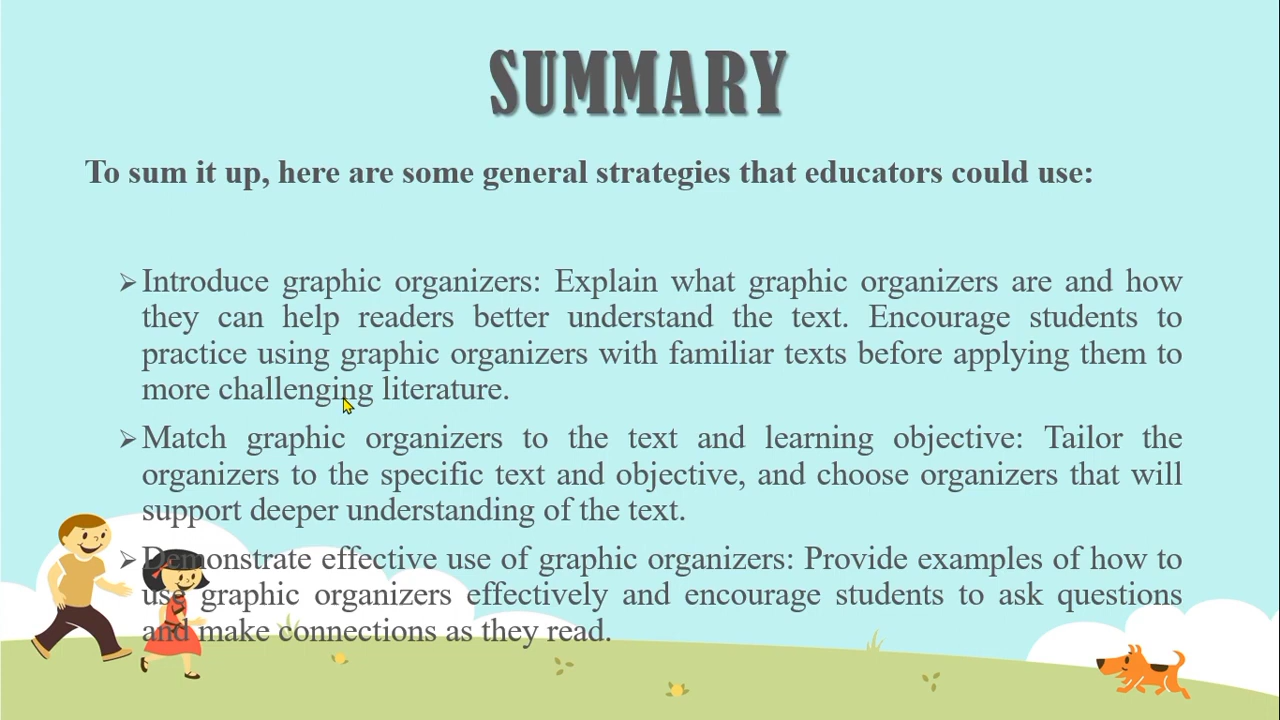 SUMMARY
To sum it up, here are some general strategies that educators could use:
➢Introduce graphic organizers: Explain what graphic organizers are and how
they can help readers better understand the text. Encourage students to
practice using graphic organizers with familiar texts before applying them to
more challenging literature.
➢Match graphic organizers to the text and learning objective: Tailor the
organizers to the specific text and objective, and choose organizers that will
support deeper understanding of the text.
➢Demonstrate effective use of graphic organizers: Provide examples of how to
use graphic organizers effectively and encourage students to ask questions
and make connections as they read.